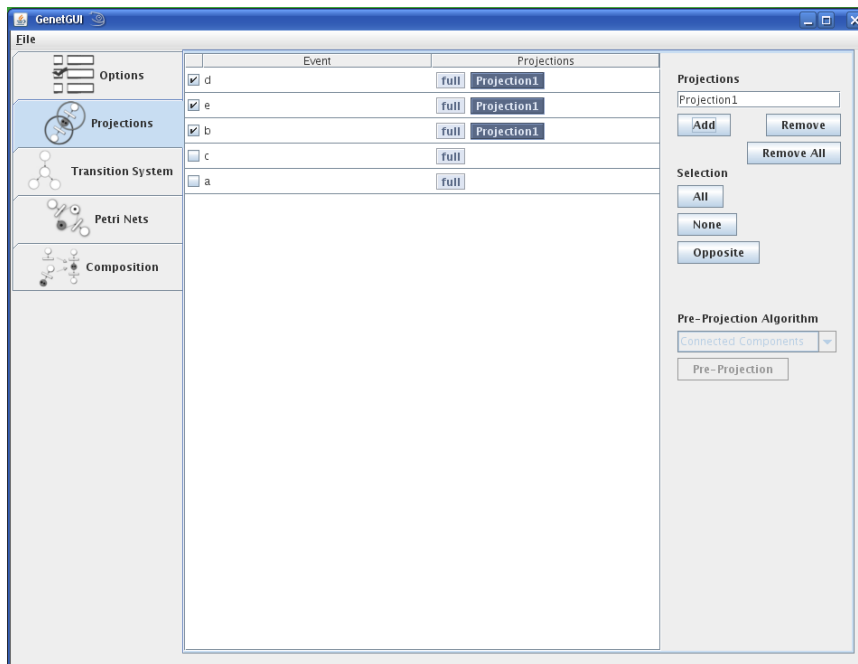 GenetGUI
File
Options
Projections
Transition System
Petri Nets
Composition
Event Projections
d full Projection1
e full Projection1
b full Projection1
c full
a full
Projections
Projection1
Add Remove
Remove All
Selection
All
None
Opposite
Pre-Projection Algorithm
Connected Components
Pre-Projection